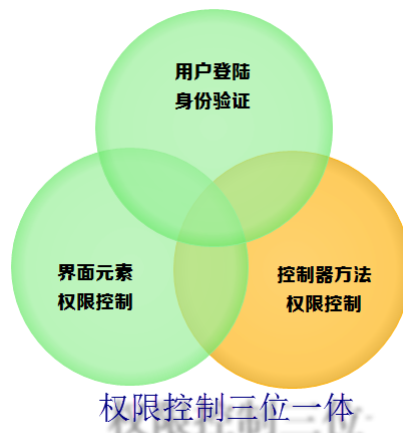 用户登陆
身份验证
界面元素
权限控制
控制器方法
权限控制
权限控制三位一体